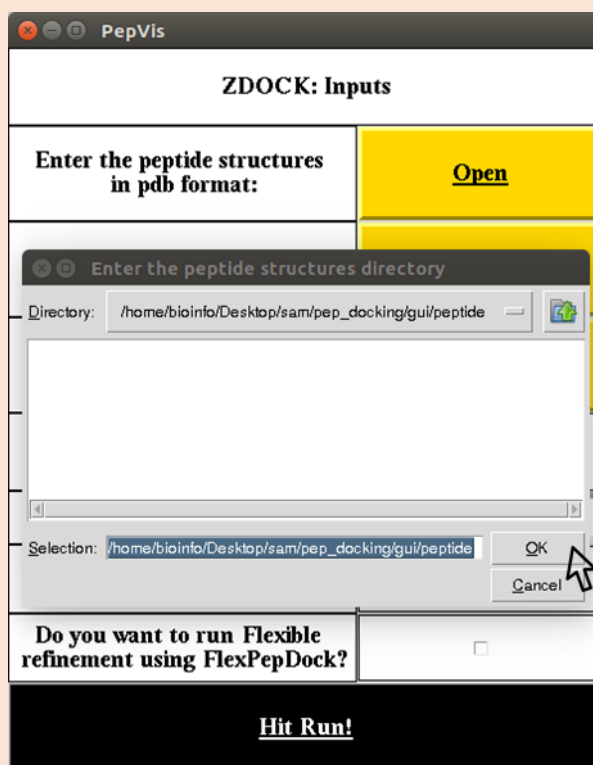 PepVis
ZDOCK: Inputs
Enter the peptide structures
in pdb format:
Open
Enter the peptide structures directory
Directory: /home/bioinfo/Desktop/sam/pep_docking/gui/peptide
Selection: /home/bioinfo/Desktop/sam/pep_docking/gui/peptide
OK
Cancel
Do you want to run Flexible
refinement using FlexPepDock?
Hit Run!